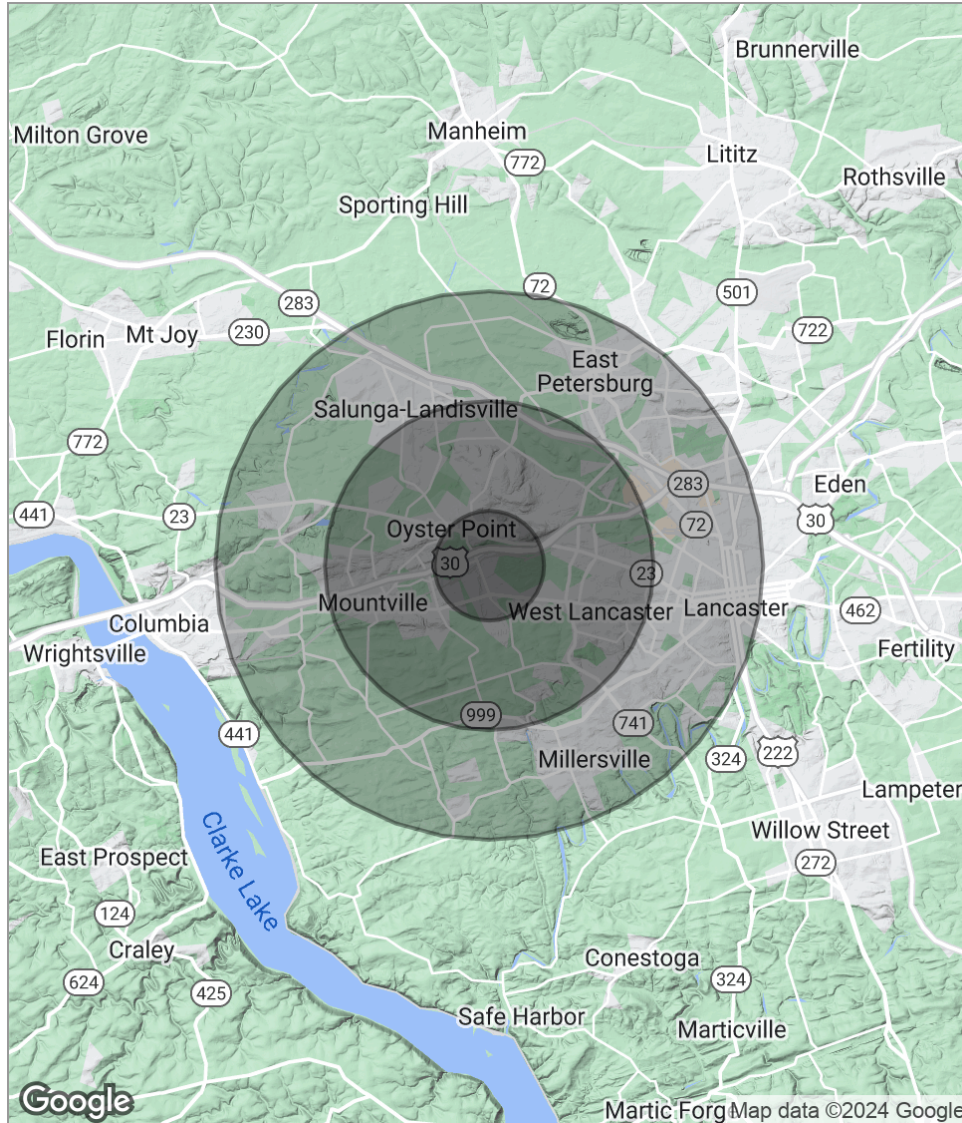 Brunnerville
Milton Grove
Manheim
772
Lititz
Rothsville
Sporting Hill
72
501
283
230
722
Florin
Mt Joy
East
Petersburg
Salunga-Landisville
772
283
Eden
441
23
72
30
Oyster Point
30
23
Mountville
West Lancaster
Lancaster
462
Columbia
Wrightsville
Fertility
999
741
441
324
222
Millersville
Lampeter
Clarke Lake
Willow Street
272
East Prospect
124
Craley
Conestoga
624
425
324
Safe Harbor
Marticville
Google
Martic Forge
Map data ©2024 Google